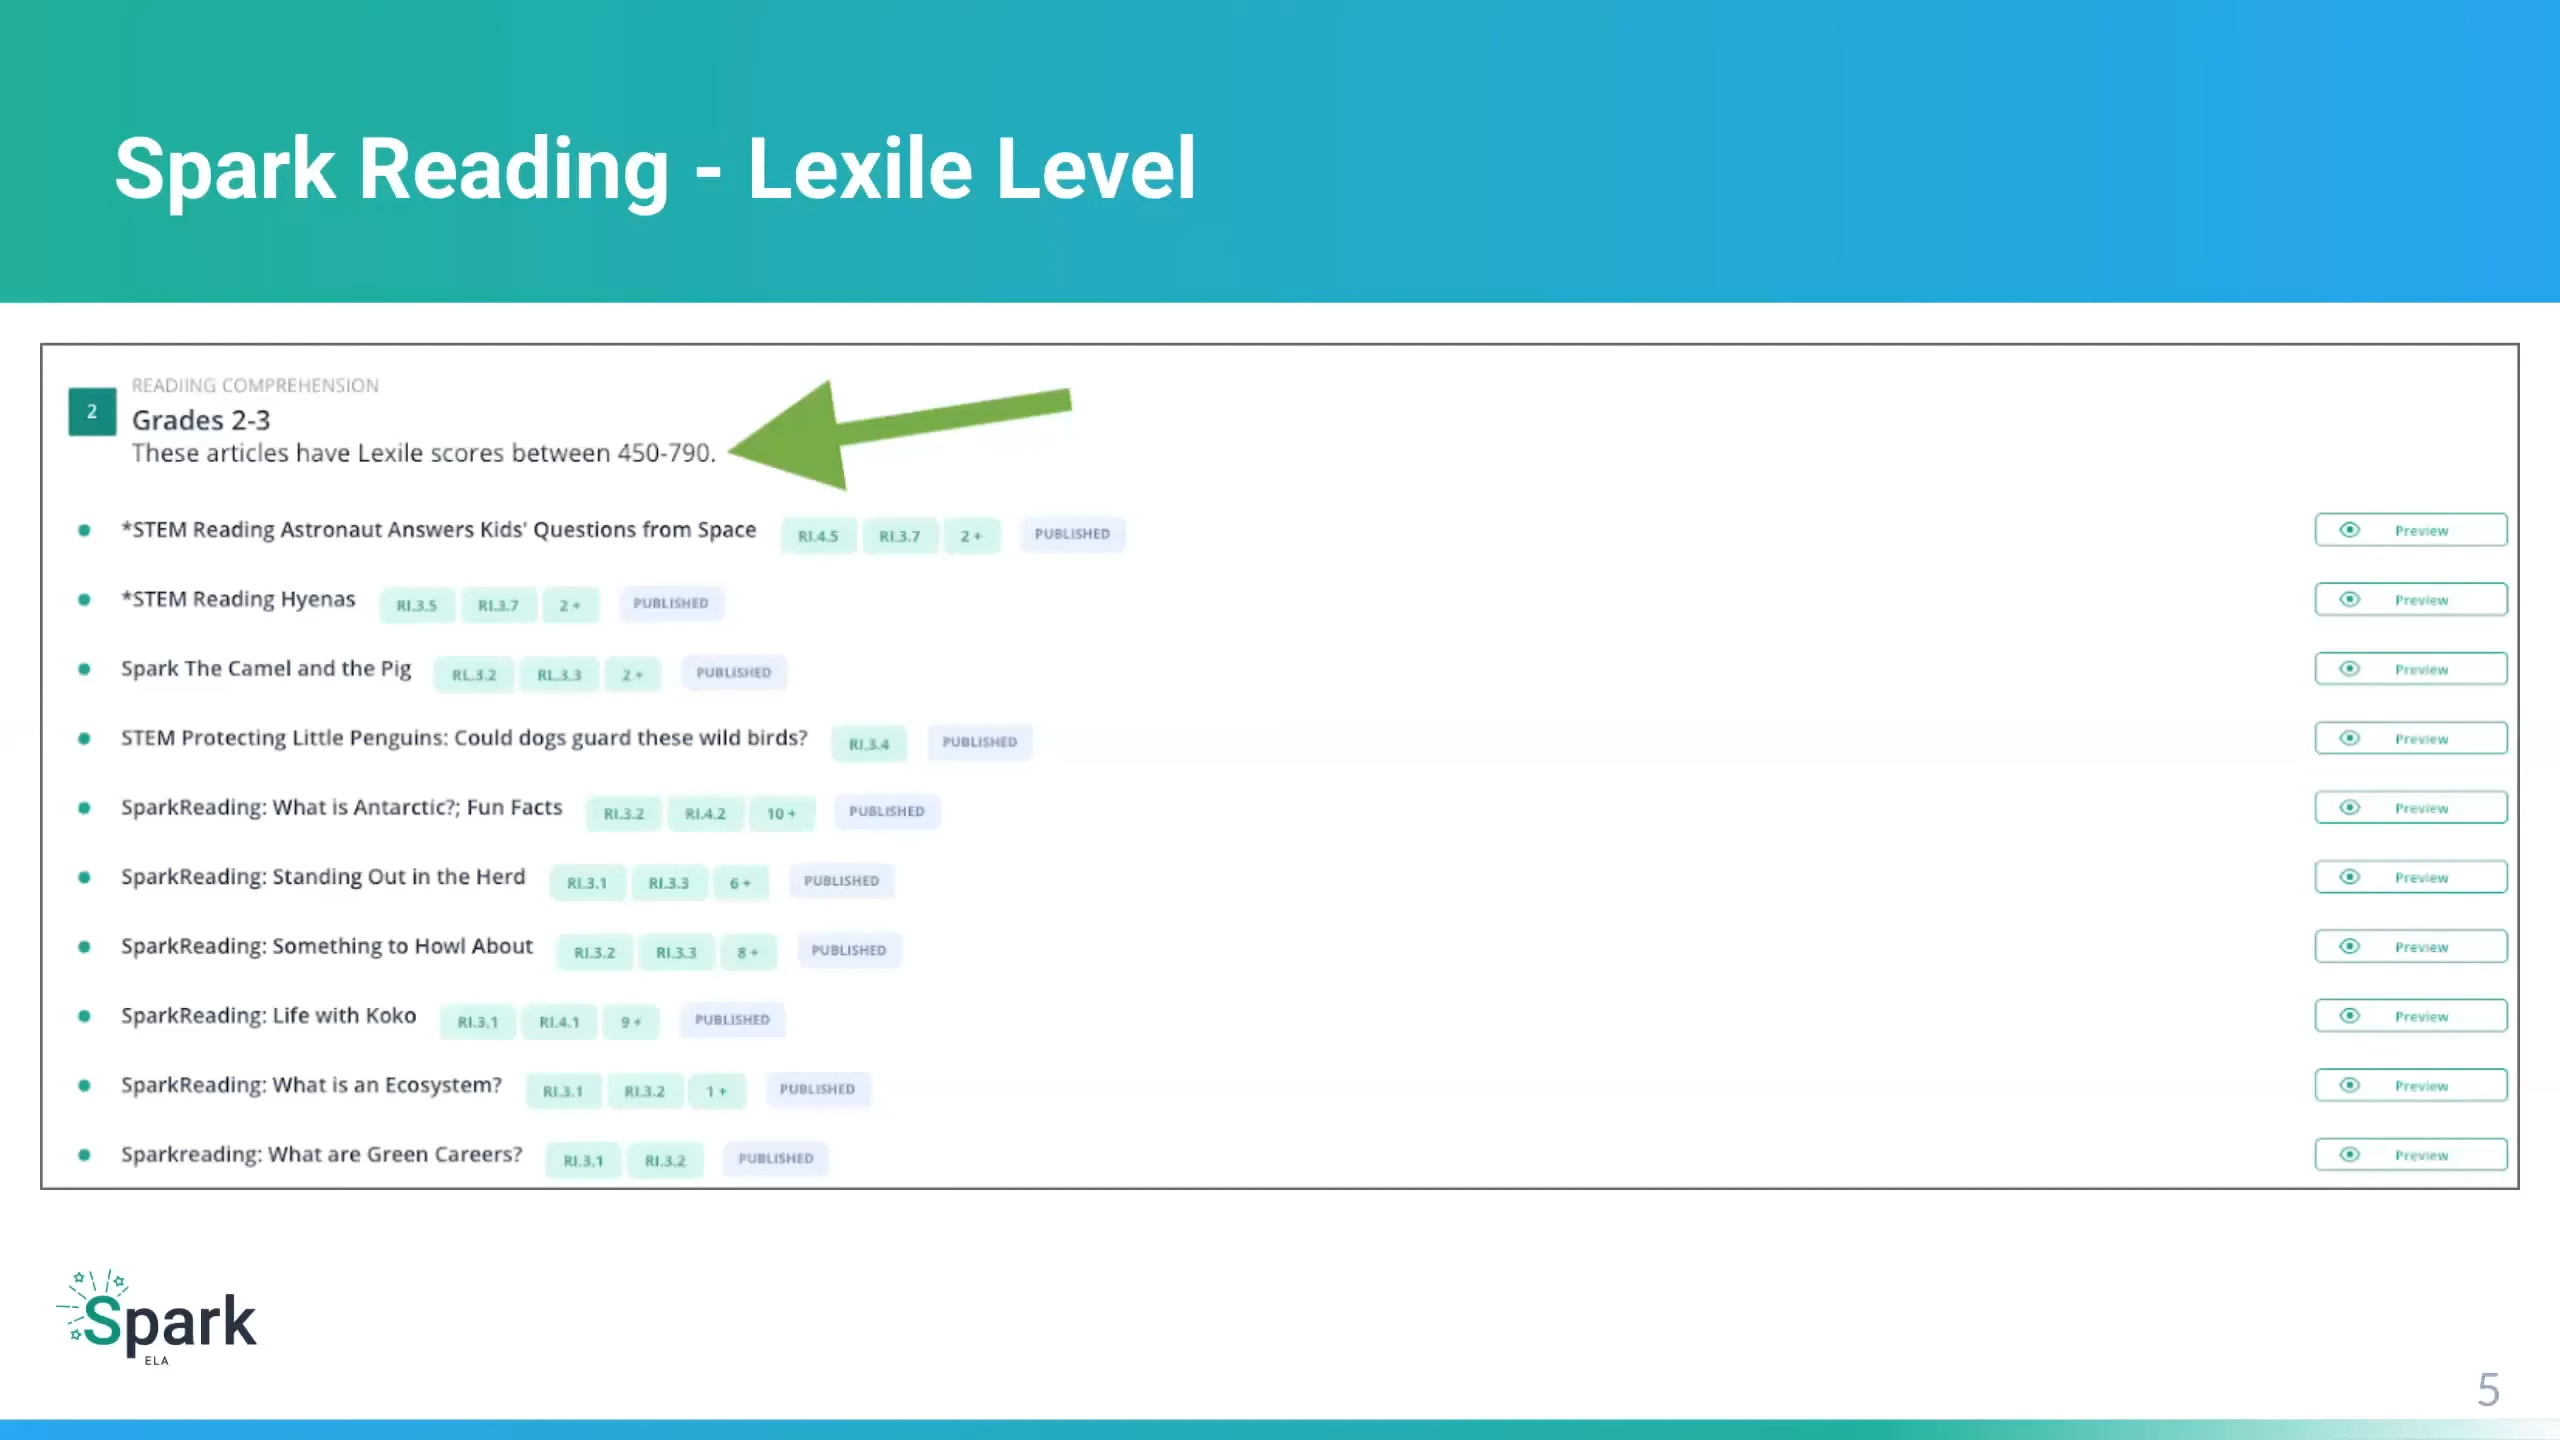 Spark Reading - Lexile Level
READIING COMPREHENSION
2
Grades 2-3
These articles have Lexile scores between 450-790.
*STEM Reading Astronaut Answers Kids' Questions from Space RI.4.5 RI.3.7 2 + PUBLISHED Preview
*STEM Reading Hyenas RI.3.5 RI.3.7 2 + PUBLISHED Preview
Spark The Camel and the Pig RL.3.2 RL.3.3 2 + PUBLISHED Preview
STEM Protecting Little Penguins: Could dogs guard these wild birds? RI.3.4 PUBLISHED Preview
SparkReading: What is Antarctic?; Fun Facts RI.3.2 RI.4.2 10 + PUBLISHED Preview
SparkReading: Standing Out in the Herd RI.3.1 RI.3.3 6 + PUBLISHED Preview
SparkReading: Something to Howl About RI.3.2 RI.3.3 8 + PUBLISHED Preview
SparkReading: Life with Koko RI.3.1 RI.4.1 9 + PUBLISHED Preview
SparkReading: What is an Ecosystem? RI.3.1 RI.3.2 1 + PUBLISHED Preview
Sparkreading: What are Green Careers? RI.3.1 RI.3.2 PUBLISHED Preview
Spark
ELA
5